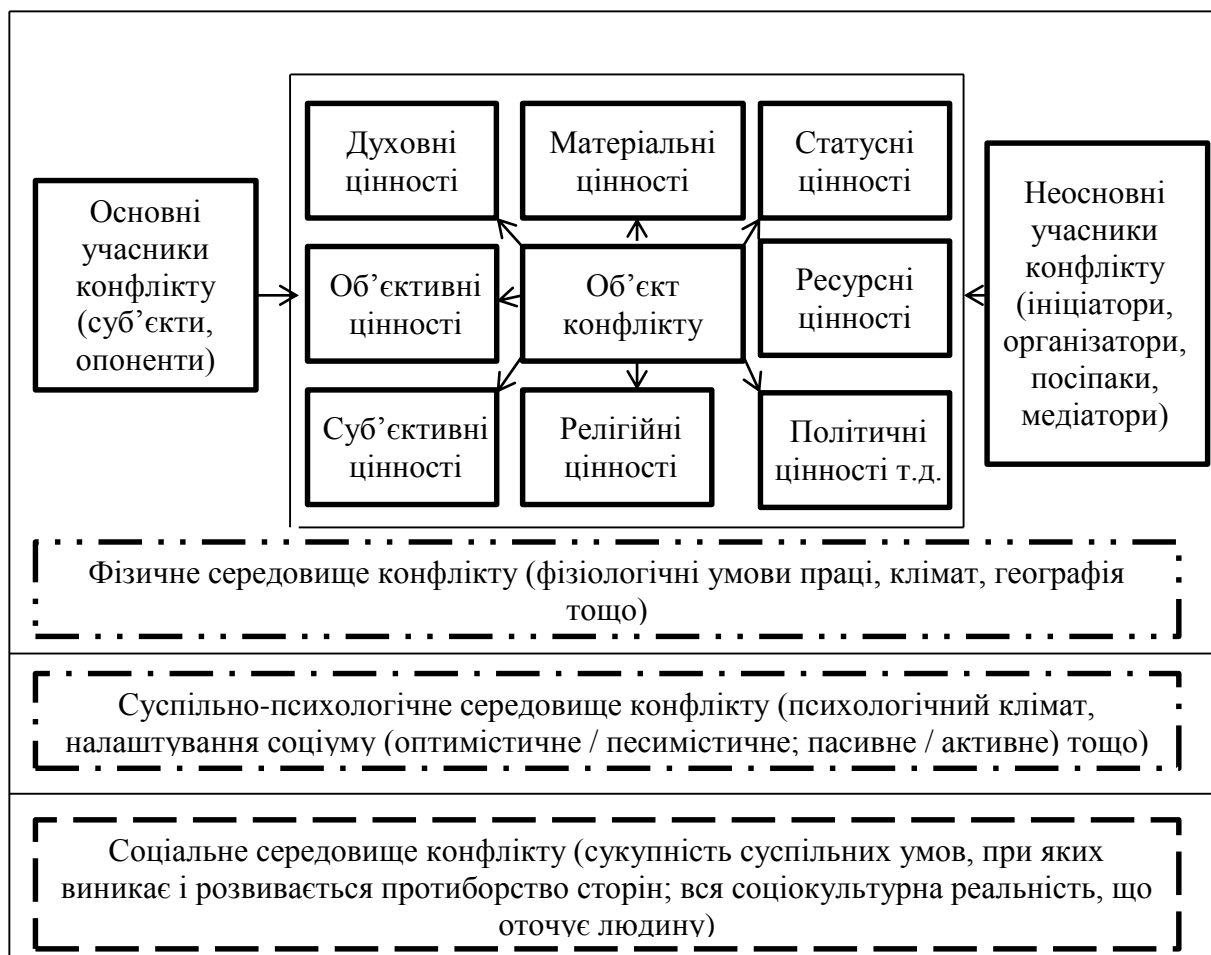 Духовні
цінності
Матеріальні
цінності
Статусні
цінності
Основні
учасники
конфлікту
(суб’єкти,
опоненти)
Об’єктивні
цінності
Об’єкт
конфлікту
Ресурсні
цінності
Неосновні
учасники
конфлікту
(ініціатори,
організатори,
посіпаки,
медіатори)
Суб’єктивні
цінності
Релігійні
цінності
Політичні
цінності т.д.
Фізичне середовище конфлікту (фізіологічні умови праці, клімат, географія
тощо)
Суспільно-психологічне середовище конфлікту (психологічний клімат,
налаштування соціуму (оптимістичне / песимістичне; пасивне / активне) тощо)
Соціальне середовище конфлікту (сукупність суспільних умов, при яких
виникає і розвивається протиборство сторін; вся соціокультурна реальність, що
оточує людину)